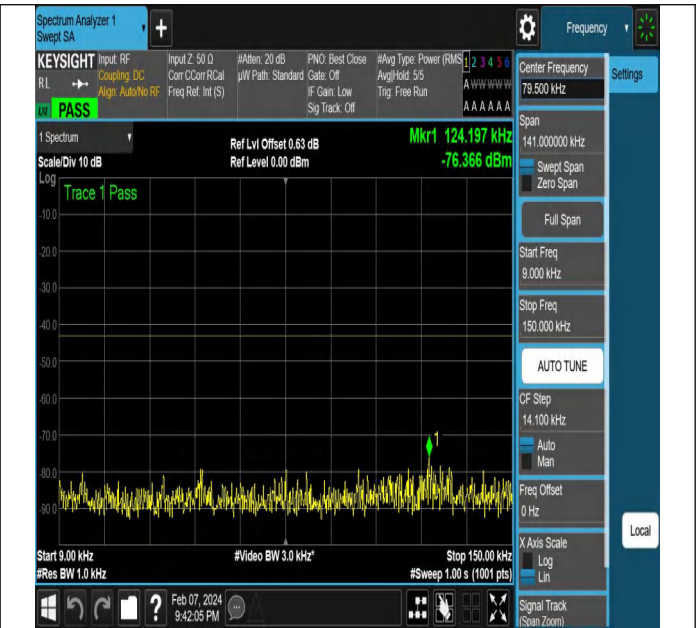 Spectrum Analyzer 1
Swept SA
+
Frequency
KEYSIGHT
RL
LXI
PASS
Input: RF
Coupling: DC
Align: Auto/No RF
Input Z: 50 Ω
Corr CCorr RCal
Freq Ref: Int (S)
#Atten: 20 dB
µW Path: Standard
PNO: Best Close
Gate: Off
IF Gain: Low
Sig Track: Off
#Avg Type: Power (RMS
Avg|Hold: 5/5
Trig: Free Run
1 2 3 4 5 6
A W W W W W
A A A A A A
1 Spectrum
Scale/Div 10 dB
Ref Lvl Offset 0.63 dB
Ref Level 0.00 dBm
Mkr1 124.197 kHz
-76.366 dBm
Log
Trace 1 Pass
-10.0
-20.0
-30.0
-40.0
-50.0
-60.0
-70.0
-80.0
-90.0
1
Start 9.00 kHz
#Res BW 1.0 kHz
#Video BW 3.0 kHz*
Stop 150.00 kHz
#Sweep 1.00 s (1001 pts)
?
Feb 07, 2024
9:42:05 PM
Center Frequency
79.500 kHz
Settings
Span
141.000000 kHz
Swept Span
Zero Span
Full Span
Start Freq
9.000 kHz
Stop Freq
150.000 kHz
AUTO TUNE
CF Step
14.100 kHz
Auto
Man
Freq Offset
0 Hz
X Axis Scale
Log
Lin
Local
Signal Track
(Span Zoom)